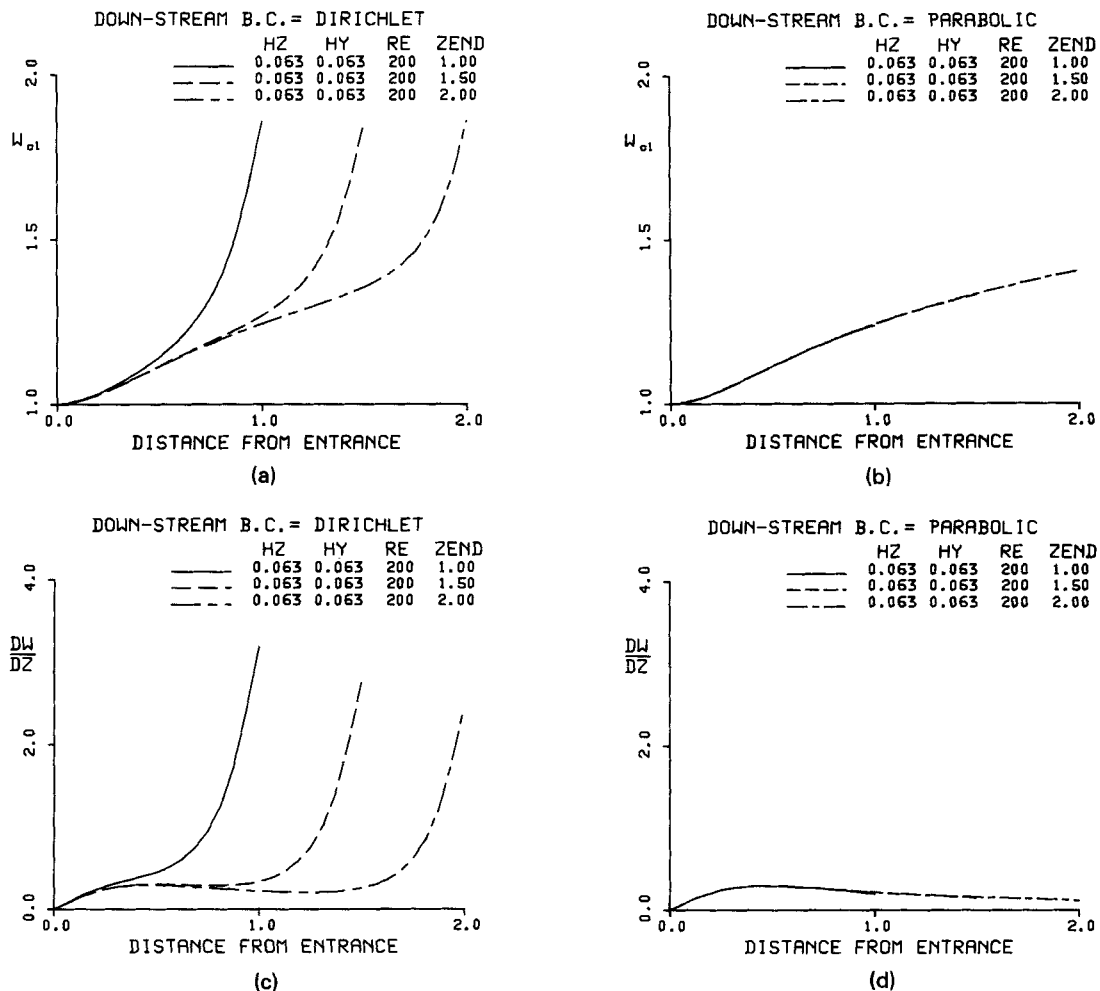 DOWN-STREAM B.C.= DIRICHLET
HZ HY RE ZEND
0.063 0.063 200 1.00
0.063 0.063 200 1.50
0.063 0.063 200 2.00
2.0
W cl
1.5
1.0
0.0 1.0 2.0
DISTANCE FROM ENTRANCE
(a)
DOWN-STREAM B.C.= PARABOLIC
HZ HY RE ZEND
0.063 0.063 200 1.00
0.063 0.063 200 1.50
0.063 0.063 200 2.00
2.0
W cl
1.5
1.0
0.0 1.0 2.0
DISTANCE FROM ENTRANCE
(b)
DOWN-STREAM B.C.= DIRICHLET
HZ HY RE ZEND
0.063 0.063 200 1.00
0.063 0.063 200 1.50
0.063 0.063 200 2.00
4.0
DW
DZ
2.0
0.0
0.0 1.0 2.0
DISTANCE FROM ENTRANCE
(c)
DOWN-STREAM B.C.= PARABOLIC
HZ HY RE ZEND
0.063 0.063 200 1.00
0.063 0.063 200 1.50
0.063 0.063 200 2.00
4.0
DW
DZ
2.0
0.0
0.0 1.0 2.0
DISTANCE FROM ENTRANCE
(d)